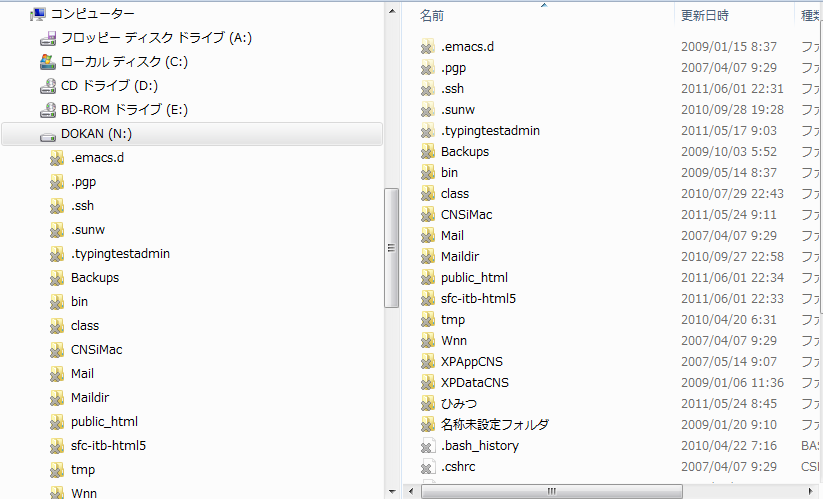 コンピューター
フロッピー ディスク ドライブ (A:)
ローカル ディスク (C:)
CD ドライブ (D:)
BD-ROM ドライブ (E:)
DOKAN (N:)
.emacs.d
.pgp
.ssh
.sunw
.typingtestadmin
Backups
bin
class
CNSiMac
Mail
Maildir
public_html
sfc-itb-html5
tmp
Wnn
名前 更新日時 種類
.emacs.d 2009/01/15 8:37 ファ
.pgp 2007/04/07 9:29 ファ
.ssh 2011/06/01 22:31 ファ
.sunw 2010/09/28 19:28 ファ
.typingtestadmin 2011/05/17 9:03 ファ
Backups 2009/10/03 5:52 ファ
bin 2009/05/14 8:37 ファ
class 2010/07/29 22:43 ファ
CNSiMac 2011/05/24 9:11 ファ
Mail 2007/04/07 9:29 ファ
Maildir 2010/09/27 22:58 ファ
public_html 2011/06/01 22:34 ファ
sfc-itb-html5 2011/06/01 22:33 ファ
tmp 2010/04/20 6:31 ファ
Wnn 2007/04/07 9:29 ファ
XPAppCNS 2007/05/14 9:07 ファ
XPDataCNS 2009/01/06 11:36 ファ
ひみつ 2011/05/24 8:45 ファ
名称未設定フォルダ 2009/01/20 9:10 ファ
.bash_history 2010/04/22 7:16 BAS
.cshrc 2007/04/07 9:29 CSH